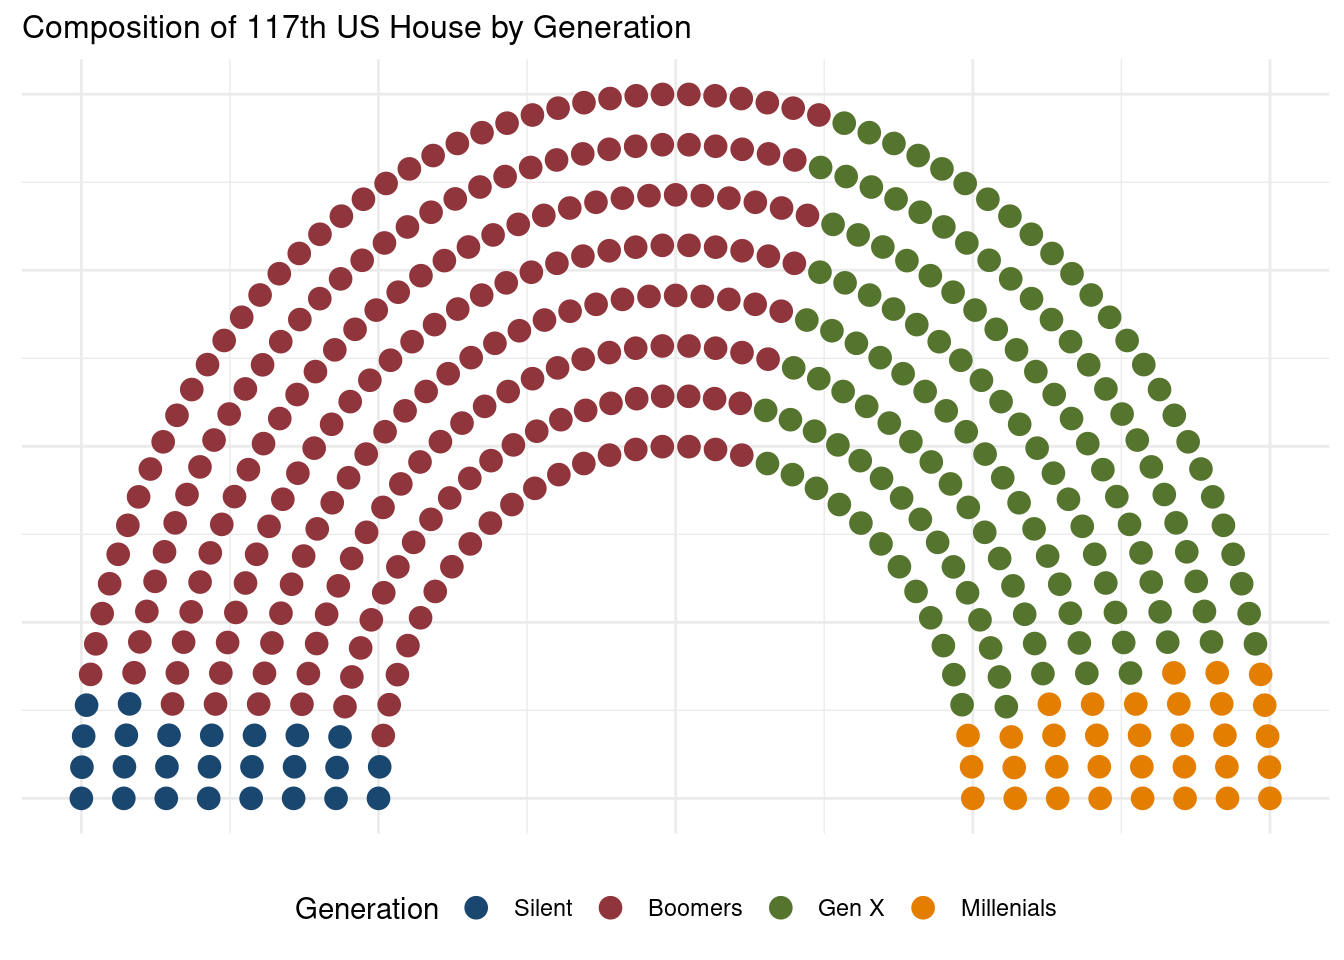 Composition of 117th US House by Generation
Generation Silent Boomers Gen X Millenials